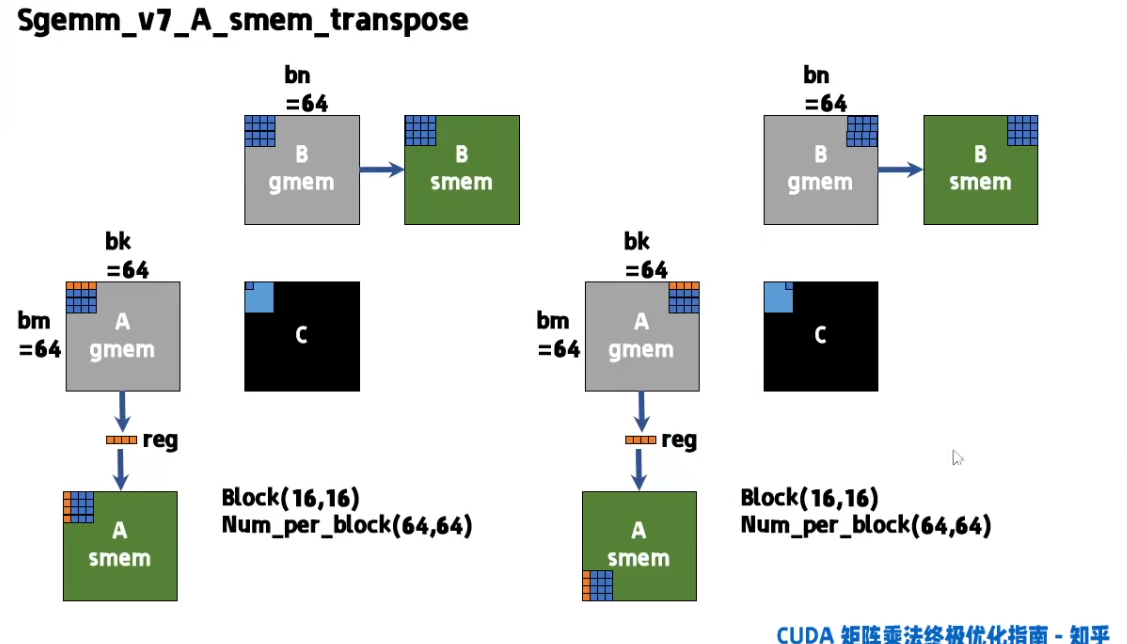 Sgemm_v7_A_smem_transpose
bn
=64
B
gmem
B
smem
bk
=64
bm
=64
A
gmem
C
reg
A
smem
Block(16,16)
Num_per_block(64,64)
bn
=64
B
gmem
B
smem
bk
=64
bm
=64
A
gmem
C
reg
A
smem
Block(16,16)
Num_per_block(64,64)
CUDA 矩阵乘法终极优化指南 - 知乎